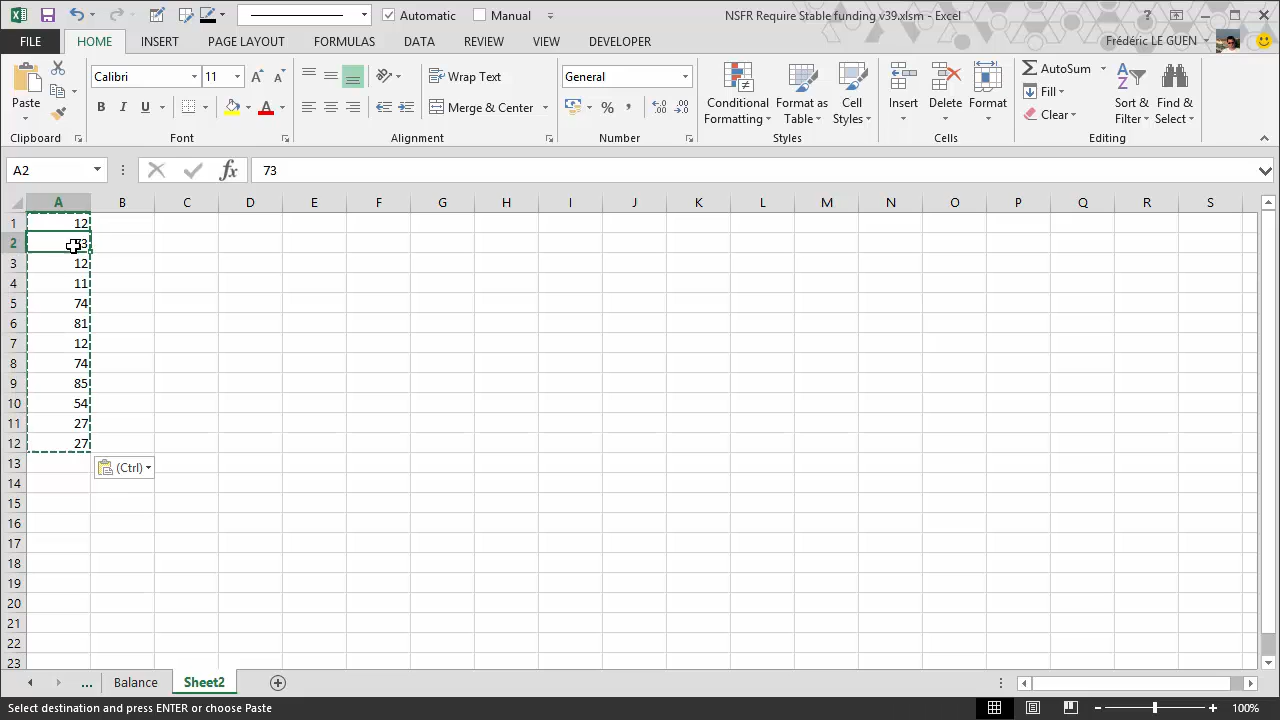 Automatic Manual NSFR Require Stable funding v39.xlsm - Excel ?
FILE HOME INSERT PAGE LAYOUT FORMULAS DATA REVIEW VIEW DEVELOPER Frédéric LE GUEN
Calibri 11 Wrap Text General AutoSum
Paste Conditional Formatting Format as Table Cell Styles Insert Delete Format Fill Sort & Filter Find & Select
B I U A Merge & Center % , Clear
Clipboard Font Alignment Number Styles Cells Editing
A2 fx 73
A B C D E F G H I J K L M N O P Q R S
1 12
2
3 12
4 11
5 74
6 81
7 12
8 74
9 85
10 54
11 27
12 27
13 (Ctrl)
14
15
16
17
18
19
20
21
22
23
... Balance Sheet2
Select destination and press ENTER or choose Paste 100%